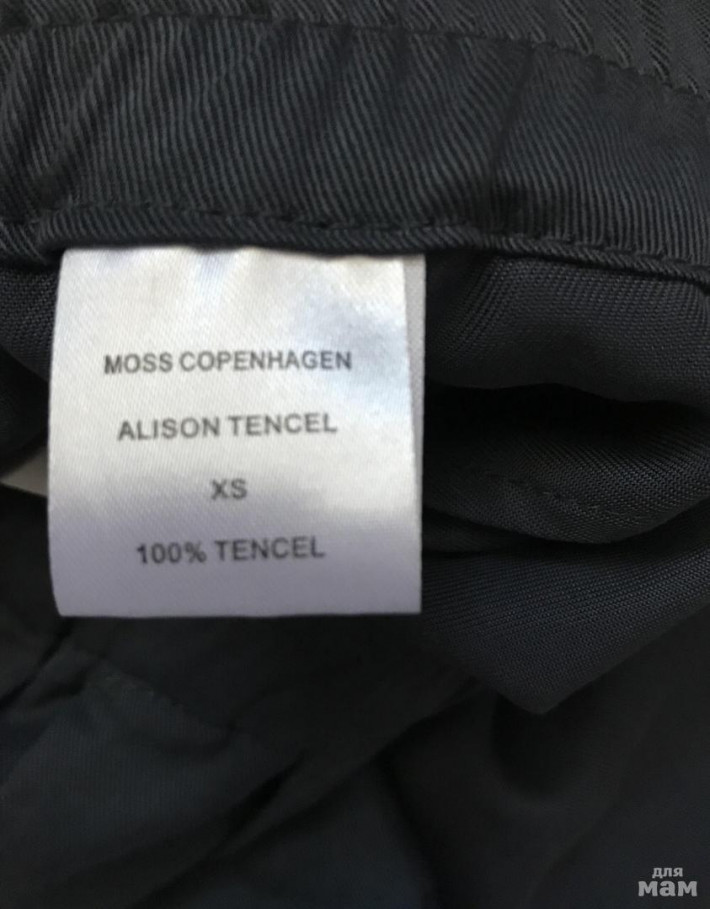 MOSS COPENHAGEN
ALISON TENCEL
XS
100% TENCEL
для
мам